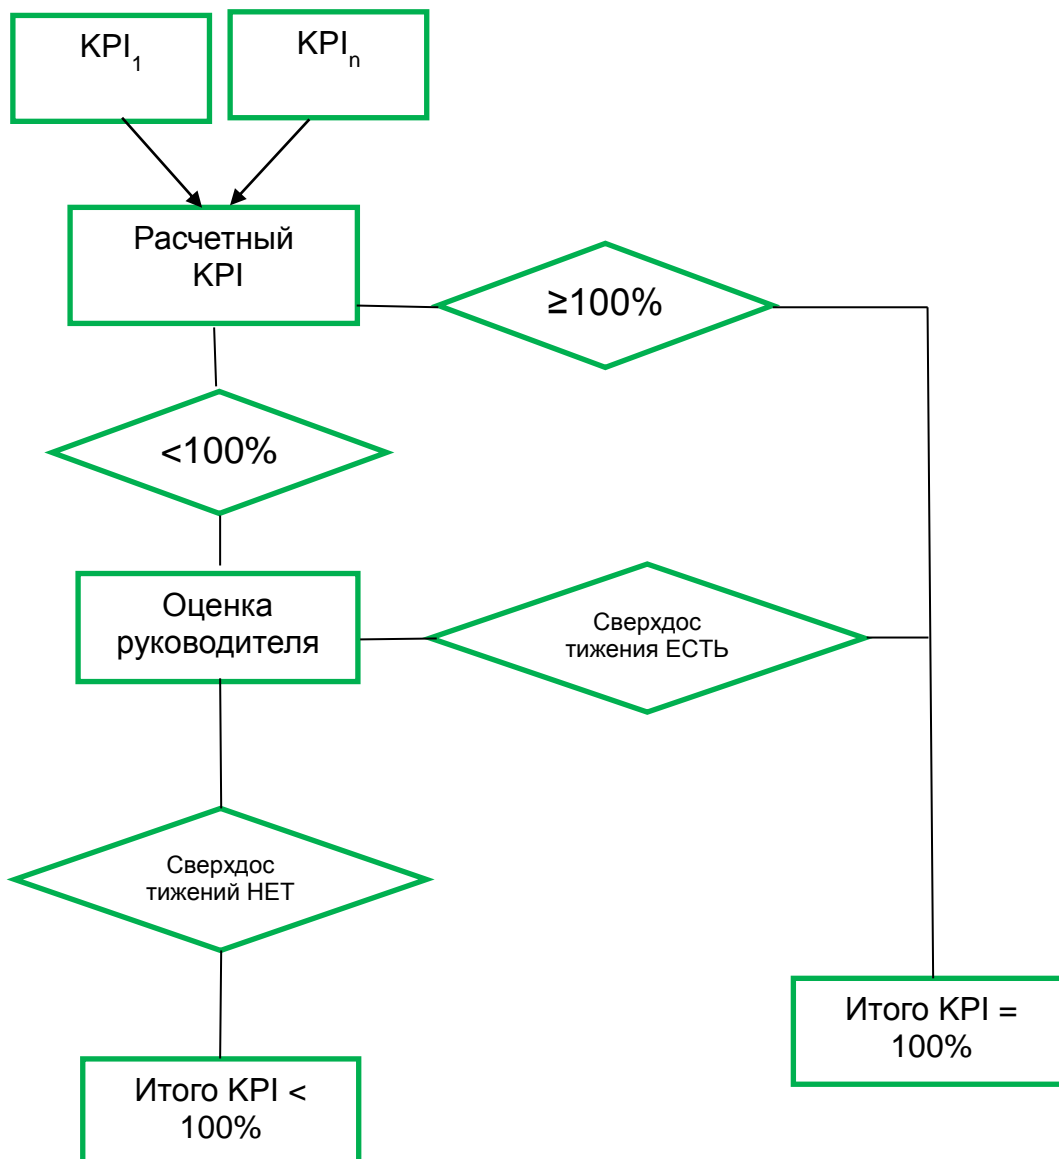 KPI₁
KPIₙ
Расчетный
KPI
≥100%
<100%
Оценка
руководителя
Сверхдос
тижения ЕСТЬ
Сверхдос
тижений НЕТ
Итого KPI =
100%
Итого KPI <
100%